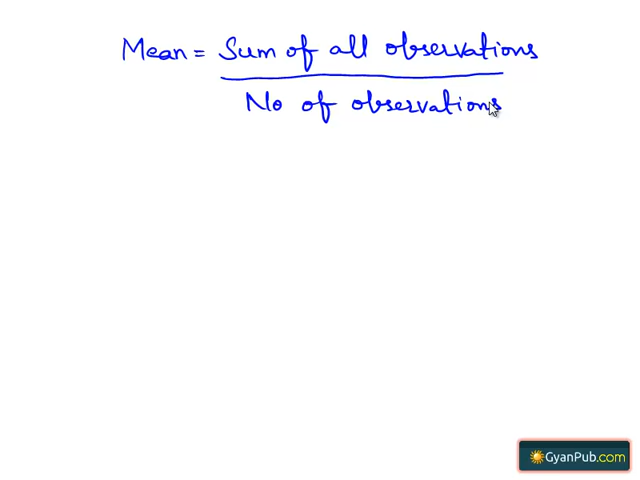 Mean = Sum of all observations
No of observations
GyanPub.com